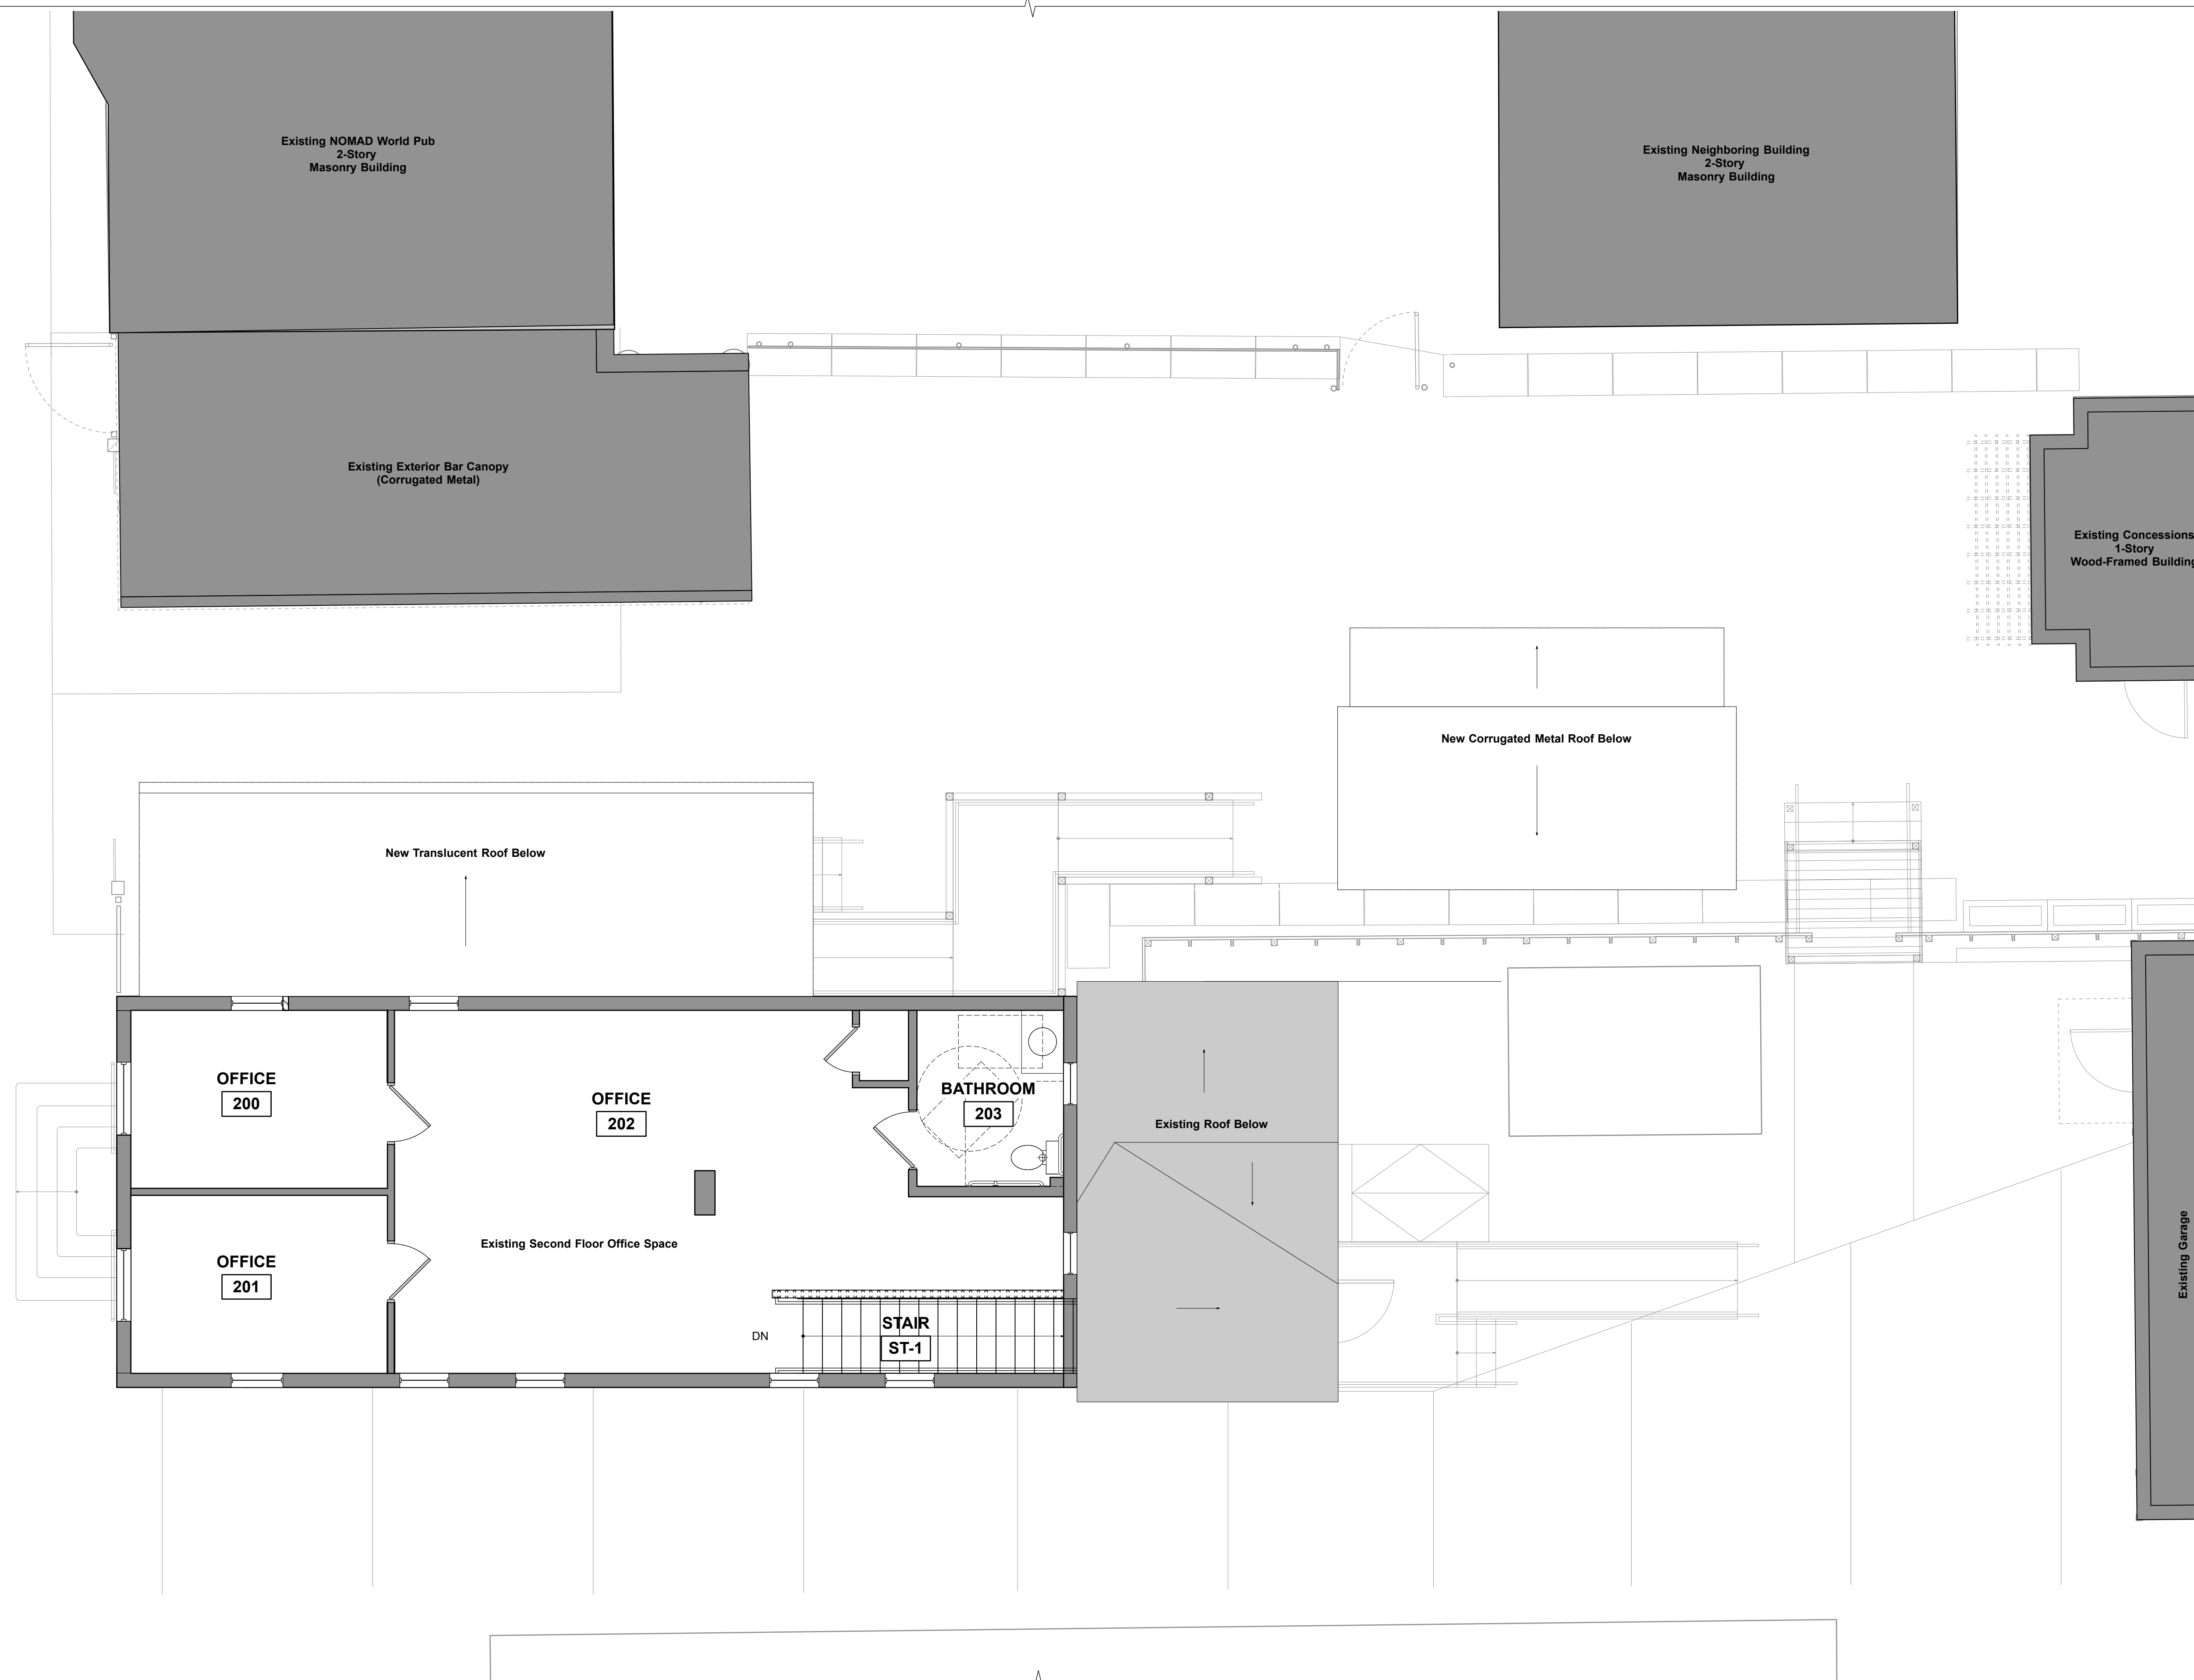 Existing NOMAD World Pub
2-Story
Masonry Building
Existing Neighboring Building
2-Story
Masonry Building
Existing Exterior Bar Canopy
(Corrugated Metal)
Existing Concessions
1-Story
Wood-Framed Building
New Corrugated Metal Roof Below
New Translucent Roof Below
OFFICE
200
OFFICE
202
BATHROOM
203
Existing Roof Below
Existing Second Floor Office Space
OFFICE
201
DN
STAIR
ST-1
Existing Garage